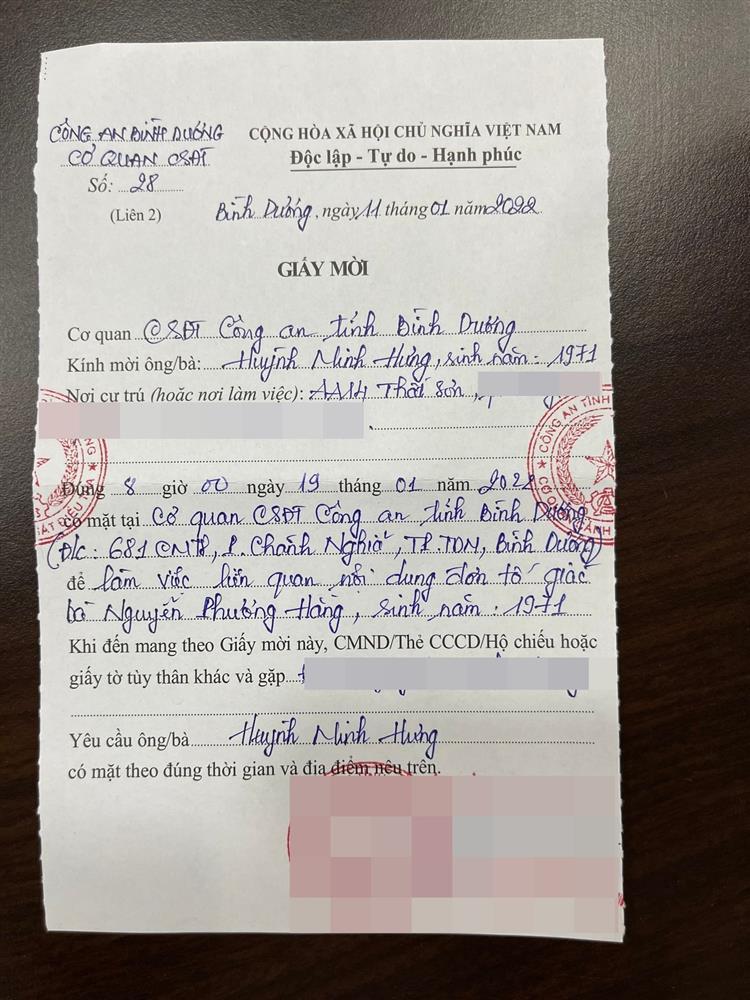 CÔNG AN BÌNH DƯƠNG
CƠ QUAN CSĐT
Số: 28
(Liên 2)
CỘNG HÒA XÃ HỘI CHỦ NGHĨA VIỆT NAM
Độc lập - Tự do - Hạnh phúc
Bình Dương, ngày 11 tháng 01 năm 2022
GIẤY MỜI
Cơ quan CSĐT Công an tỉnh Bình Dương
Kính mời ông/bà: Huỳnh Minh Hưng, sinh năm: 1971
Nơi cư trú (hoặc nơi làm việc): AA14 Thái Sơn,
Đúng 8 giờ 00 ngày 19 tháng 01 năm 2022
có mặt tại Cơ quan CSĐT Công an tỉnh Bình Dương
(Đ/c: 681 CMT8, P. Chánh Nghĩa, TP. TDM, Bình Dương)
để làm việc liên quan nội dung đơn tố giác
bà Nguyễn Phương Hằng, sinh năm: 1971
Khi đến mang theo Giấy mời này, CMND/Thẻ CCCD/Hộ chiếu hoặc
giấy tờ tùy thân khác và gặp
Yêu cầu ông/bà Huỳnh Minh Hưng
có mặt theo đúng thời gian và địa điểm nêu trên.
CÔNG AN TỈNH